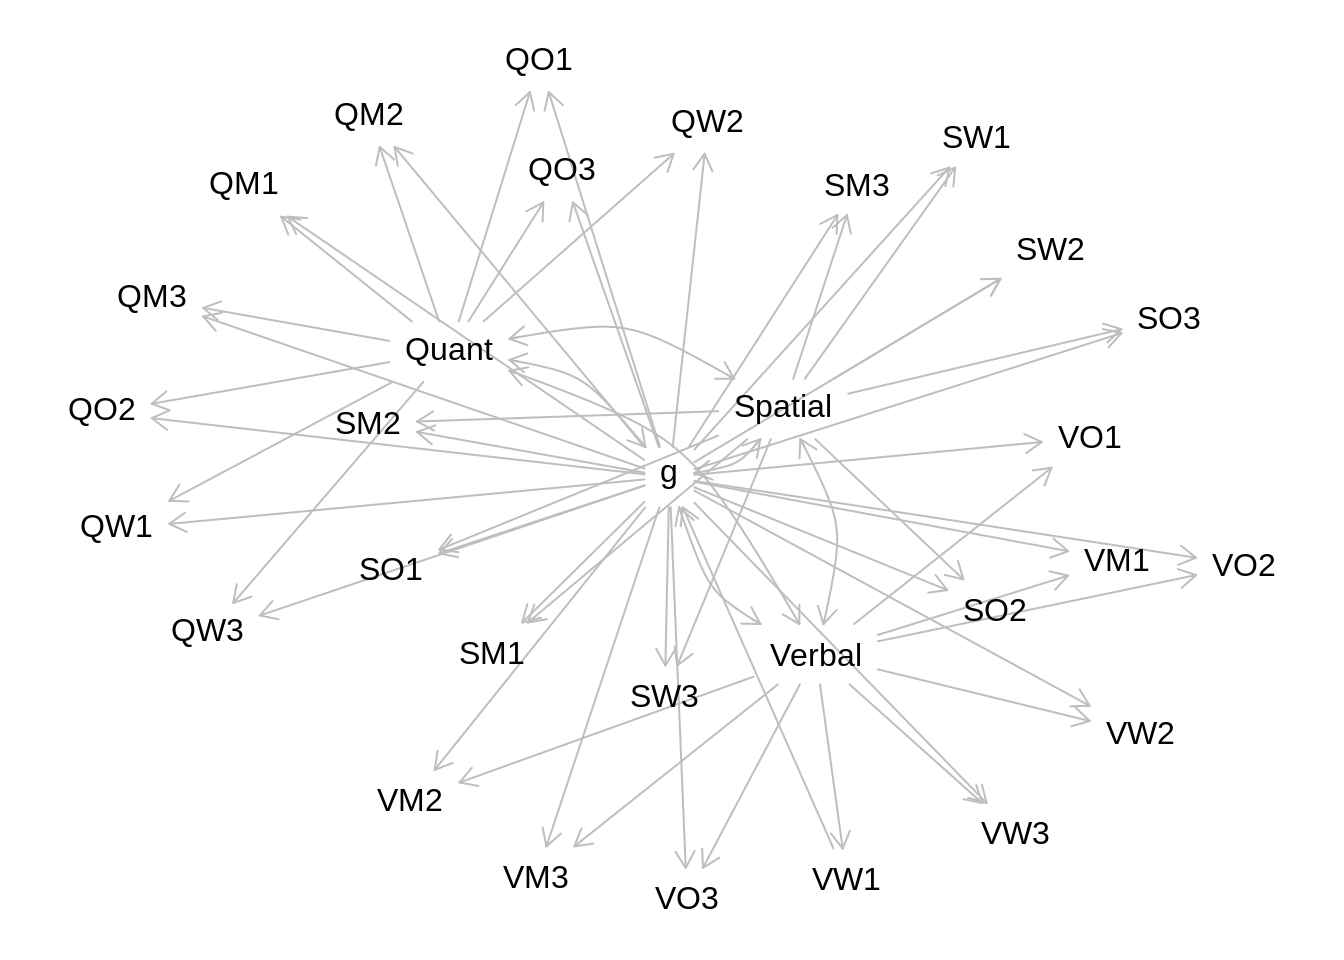 QO1
QM2
QW2
SW1
QO3
QM1
SM3
SW2
QM3
SO3
Quant
QO2
Spatial
SM2
VO1
g
QW1
VM1
VO2
SO1
SO2
QW3
SM1
Verbal
SW3
VW2
VM2
VW3
VM3
VW1
VO3